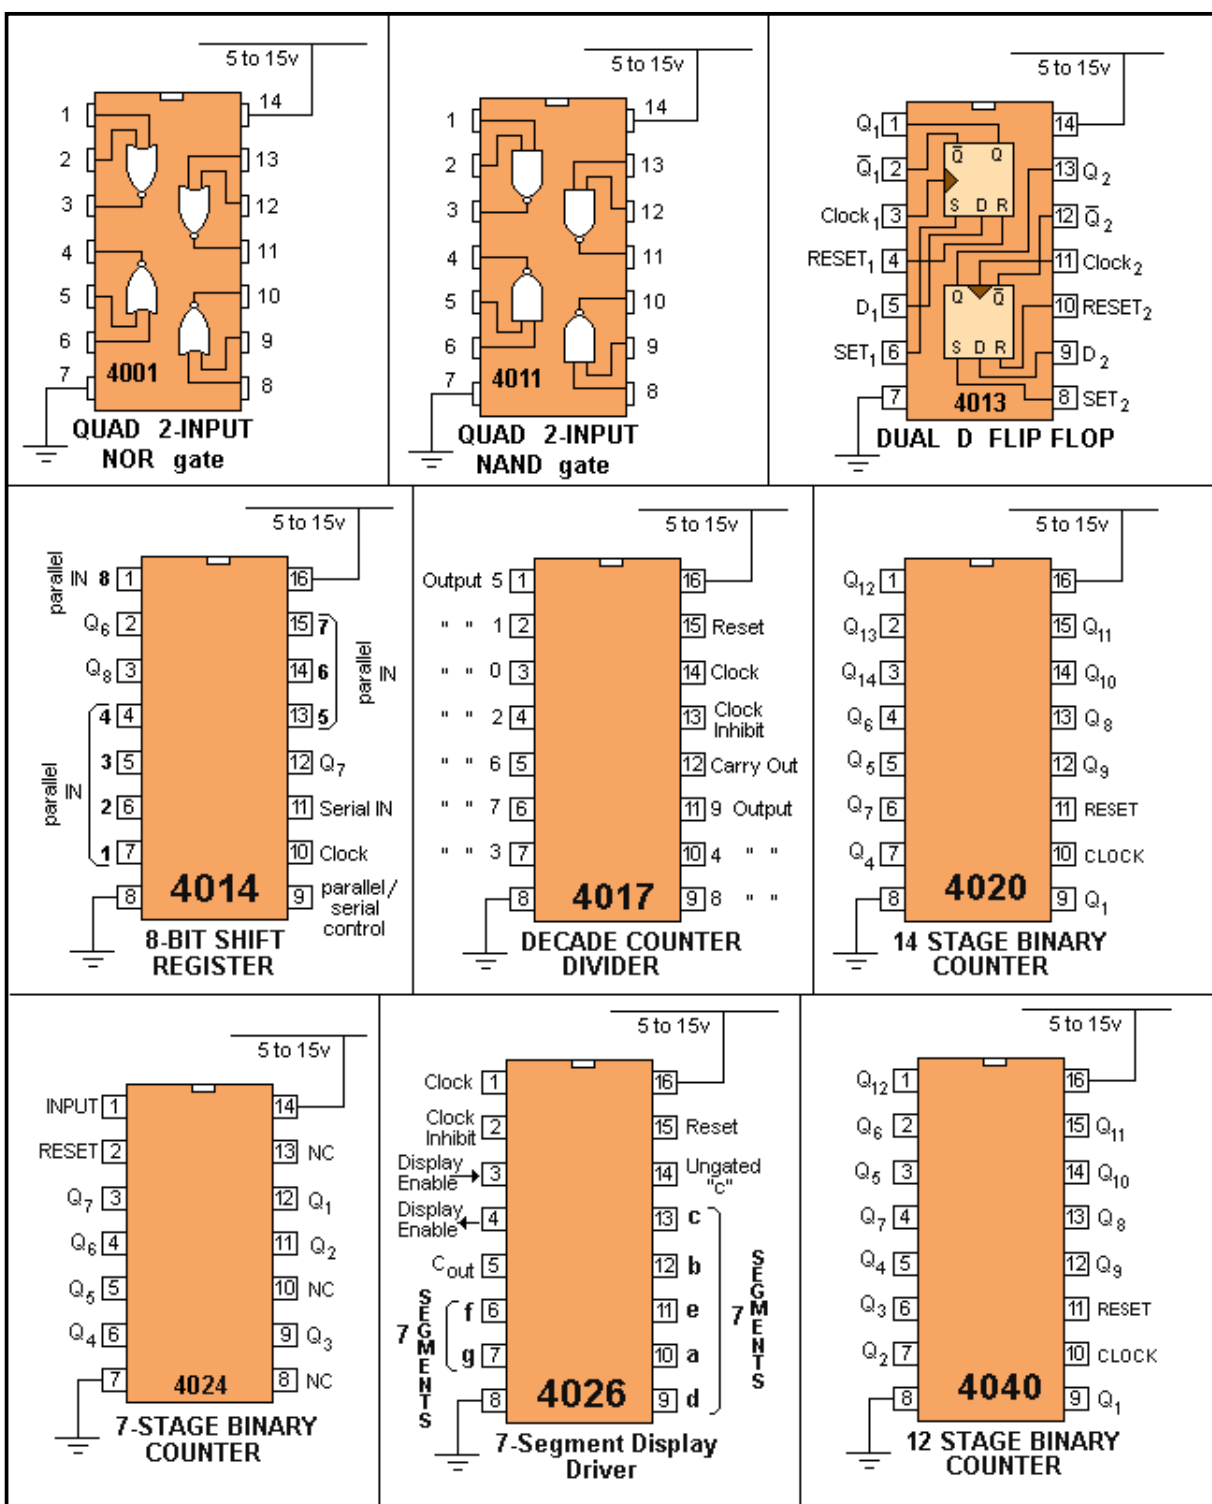 5 to 15v
1 14
2 13
3 12
4 11
5 10
6 9
7 8
4001
QUAD 2-INPUT
NOR gate
5 to 15v
1 14
2 13
3 12
4 11
5 10
6 9
7 8
4011
QUAD 2-INPUT
NAND gate
5 to 15v
Q1 1 14
Q̅1 2 13 Q2
Clock1 3 12 Q̅2
RESET1 4 11 Clock2
D1 5 10 RESET2
SET1 6 9 D2
7 8 SET2
Q̅ Q
S D R
Q Q̅
S D R
4013
DUAL D FLIP FLOP
5 to 15v
parallel
IN 8 1 16
Q6 2 15 7
Q8 3 14 6
4 4 13 5
parallel
IN
3 5 12 Q7
2 6 11 Serial IN
1 7 10 Clock
parallel
IN
8 9 parallel/
serial
control
4014
8-BIT SHIFT
REGISTER
5 to 15v
Output 5 1 16
" " 1 2 15 Reset
" " 0 3 14 Clock
" " 2 4 13 Clock
Inhibit
" " 6 5 12 Carry Out
" " 7 6 11 9 Output
" " 3 7 10 4 " "
8 9 8 " "
4017
DECADE COUNTER
DIVIDER
5 to 15v
Q12 1 16
Q13 2 15 Q11
Q14 3 14 Q10
Q6 4 13 Q8
Q5 5 12 Q9
Q7 6 11 RESET
Q4 7 10 CLOCK
8 9 Q1
4020
14 STAGE BINARY
COUNTER
5 to 15v
INPUT 1 14
RESET 2 13 NC
Q7 3 12 Q1
Q6 4 11 Q2
Q5 5 10 NC
Q4 6 9 Q3
7 8 NC
4024
7-STAGE BINARY
COUNTER
5 to 15v
Clock 1 16
Clock
Inhibit 2 15 Reset
Display
Enable 3 14 Ungated
"c"
Display
Enable 4 13 c
Cout 5 12 b
f 6 11 e
g 7 10 a
8 9 d
7 SEGMENTS
7 SEGMENTS
4026
7-Segment Display
Driver
5 to 15v
Q12 1 16
Q6 2 15 Q11
Q5 3 14 Q10
Q7 4 13 Q8
Q4 5 12 Q9
Q3 6 11 RESET
Q2 7 10 CLOCK
8 9 Q1
4040
12 STAGE BINARY
COUNTER